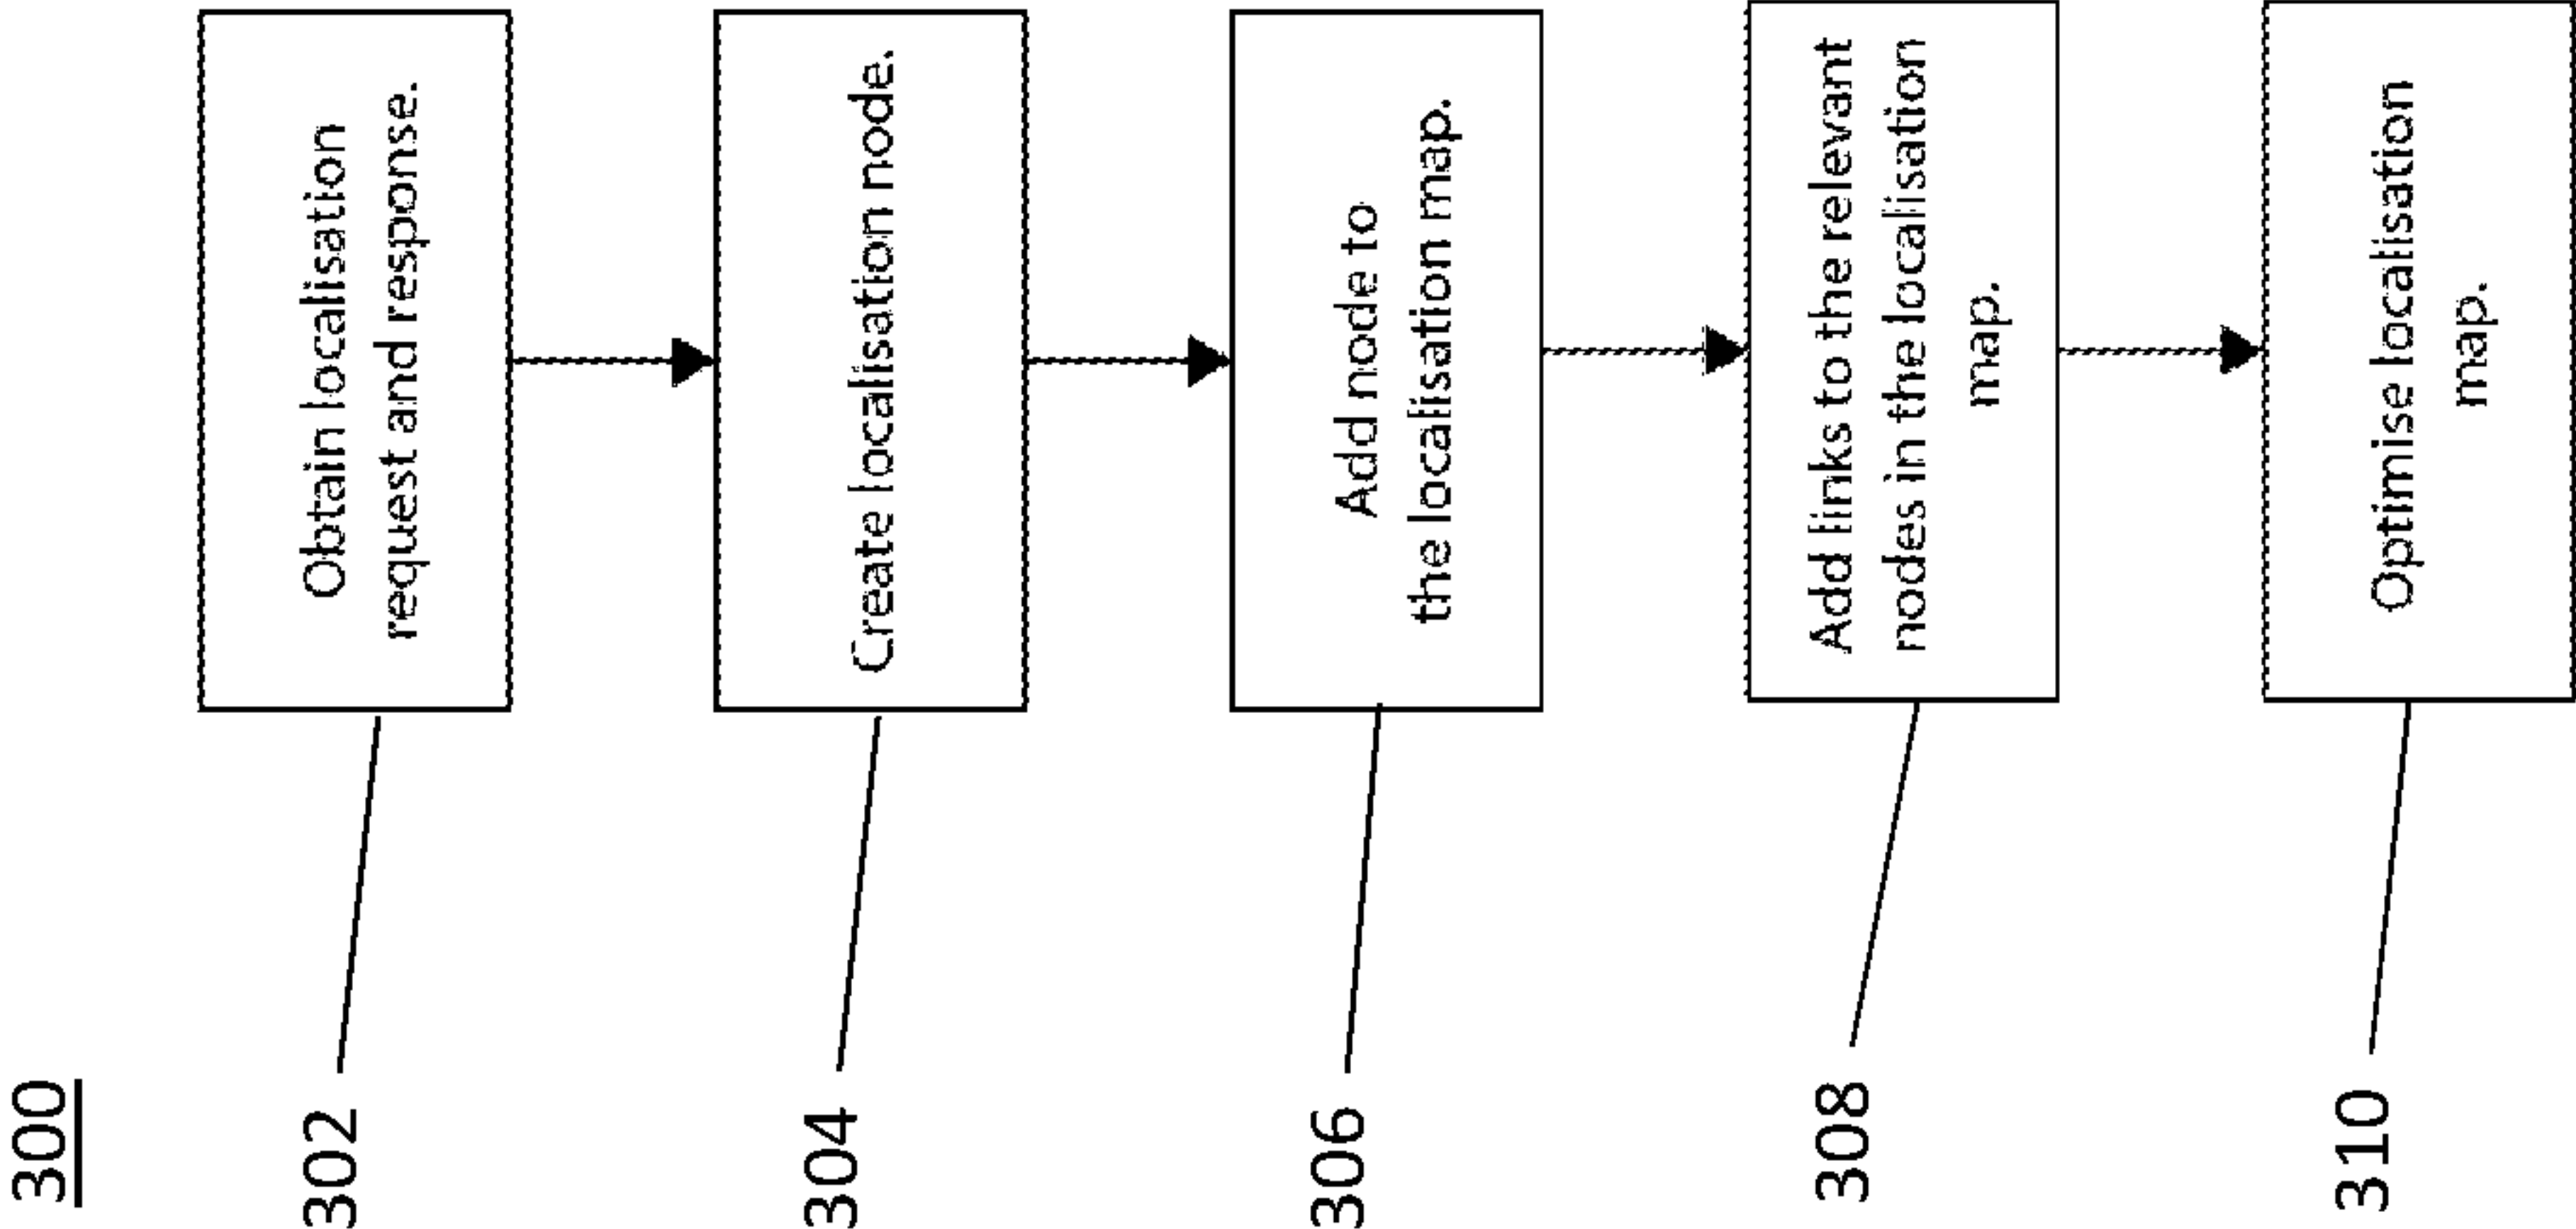 300
302
Obtain localisation
request and response.
304
Create localisation node.
306
Add node to
the localisation map.
308
Add links to the relevant
nodes in the localisation
map.
310
Optimise localisation
map.